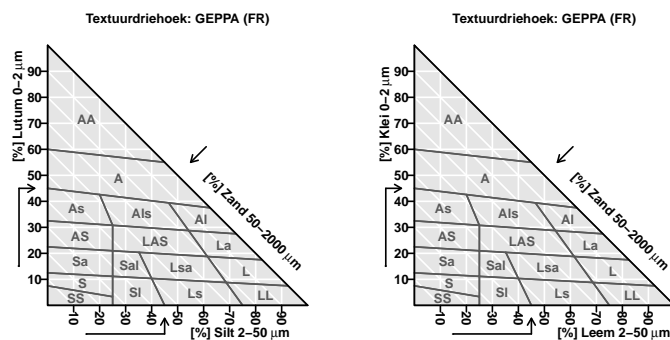 Textuurdriehoek: GEPPA (FR)
90
80
70
60
50
40
30
20
10
[%] Lutum 0–2 µm
AA
A
As
Als
Al
AS
LAS
La
Sa
Sal
Lsa
L
S
SS
Sl
Ls
LL
[%] Zand 50–2000 µm
10
20
30
40
50
60
70
80
90
[%] Silt 2–50 µm
Textuurdriehoek: GEPPA (FR)
90
80
70
60
50
40
30
20
10
[%] Klei 0–2 µm
AA
A
As
Als
Al
AS
LAS
La
Sa
Sal
Lsa
L
S
SS
Sl
Ls
LL
[%] Zand 50–2000 µm
10
20
30
40
50
60
70
80
90
[%] Leem 2–50 µm